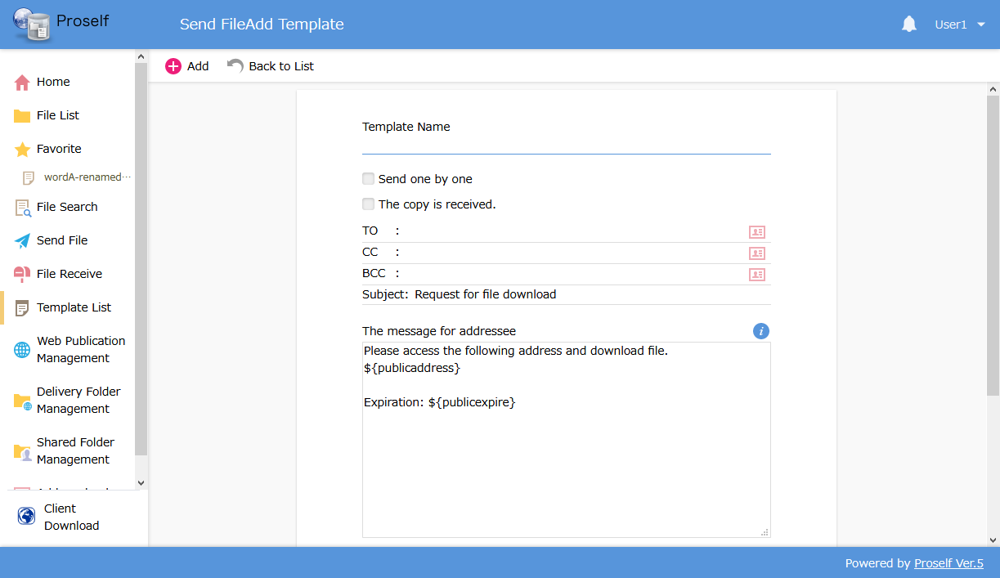 Proself
Send FileAdd Template
User1
Add
Back to List
Home
File List
Favorite
wordA-renamed···
File Search
Send File
File Receive
Template List
Web Publication
Management
Delivery Folder
Management
Shared Folder
Management
Client
Download
Template Name
Send one by one
The copy is received.
TO :
CC :
BCC :
Subject: Request for file download
The message for addressee
Please access the following address and download file.
${publicaddress}
Expiration: ${publicexpire}
Powered by Proself Ver.5